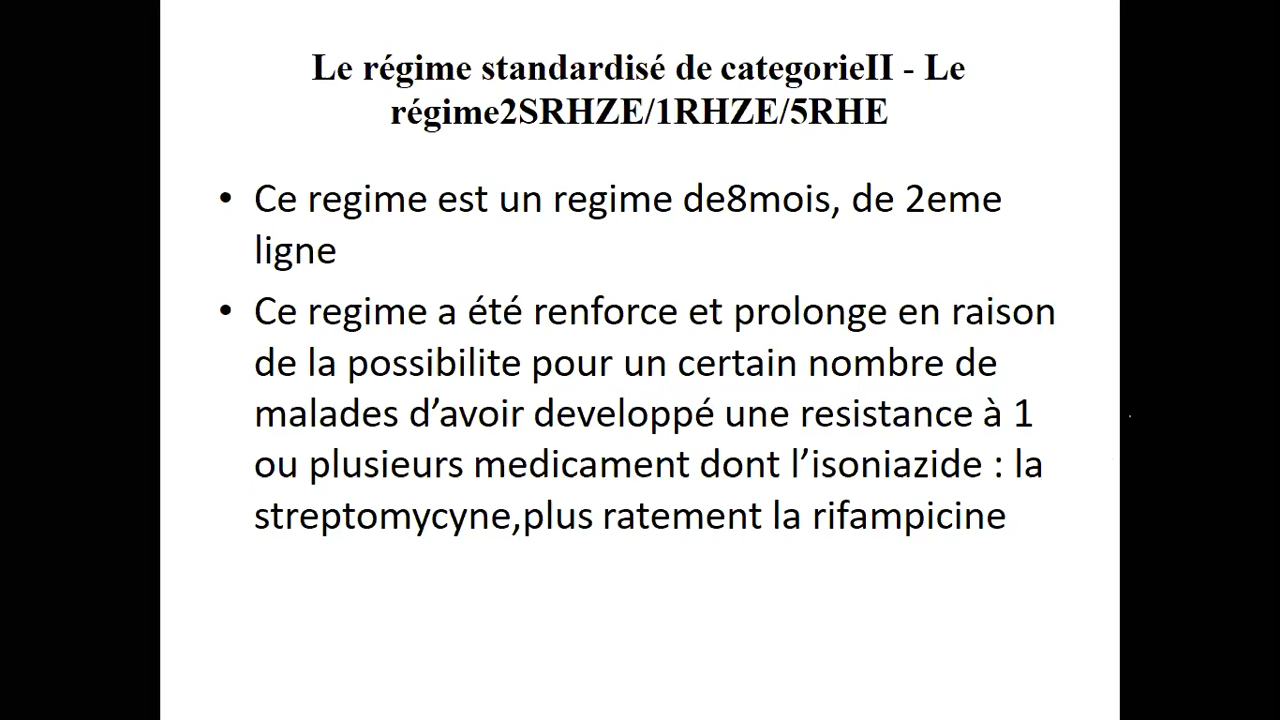 Le régime standardisé de categorieII - Le
régime2SRHZE/1RHZE/5RHE
• Ce regime est un regime de8mois, de 2eme
ligne
• Ce regime a été renforce et prolonge en raison
de la possibilite pour un certain nombre de
malades d’avoir developpé une resistance à 1
ou plusieurs medicament dont l’isoniazide : la
streptomycyne,plus ratement la rifampicine